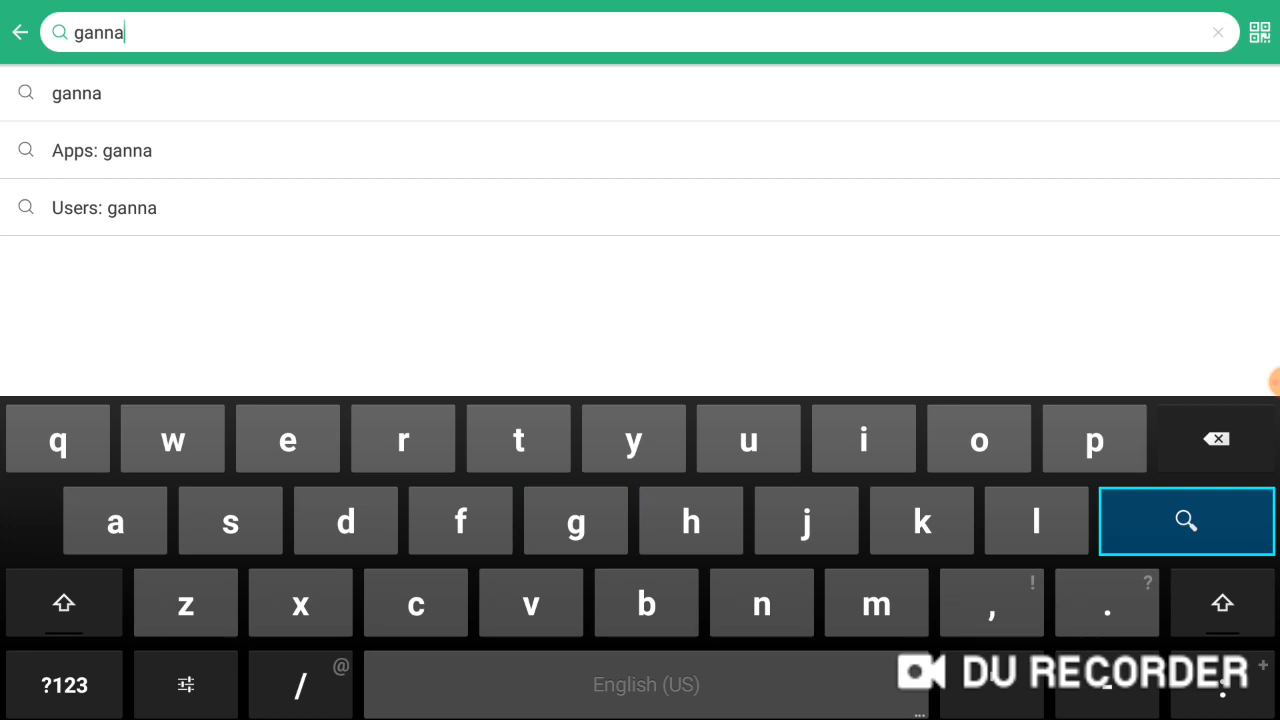 ganna
ganna
Apps: ganna
Users: ganna
q w e r t y u i o p
a s d f g h j k l
z x c v b n m , ! . ?
?123 / @ English (US) ... - : +
DU RECORDER